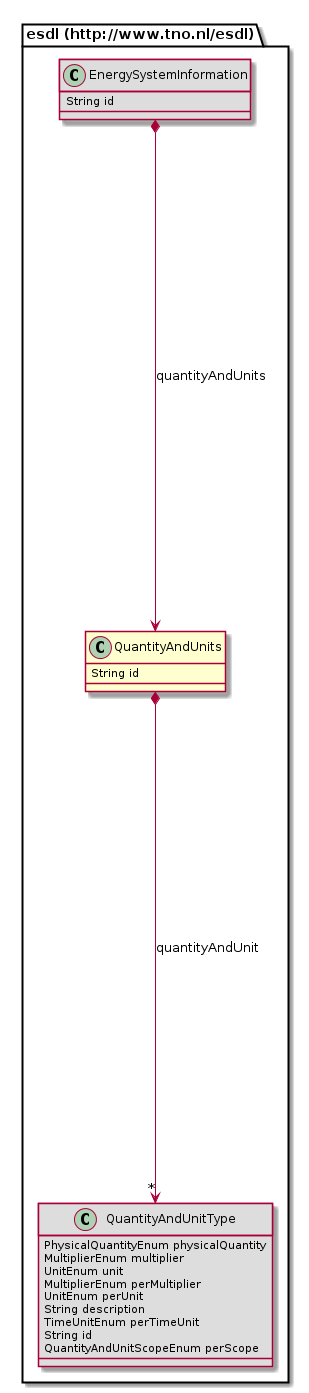 esdl (http://www.tno.nl/esdl)
C EnergySystemInformation
String id
quantityAndUnits
C QuantityAndUnits
String id
quantityAndUnit
*
C QuantityAndUnitType
PhysicalQuantityEnum physicalQuantity
MultiplierEnum multiplier
UnitEnum unit
MultiplierEnum perMultiplier
UnitEnum perUnit
String description
TimeUnitEnum perTimeUnit
String id
QuantityAndUnitScopeEnum perScope